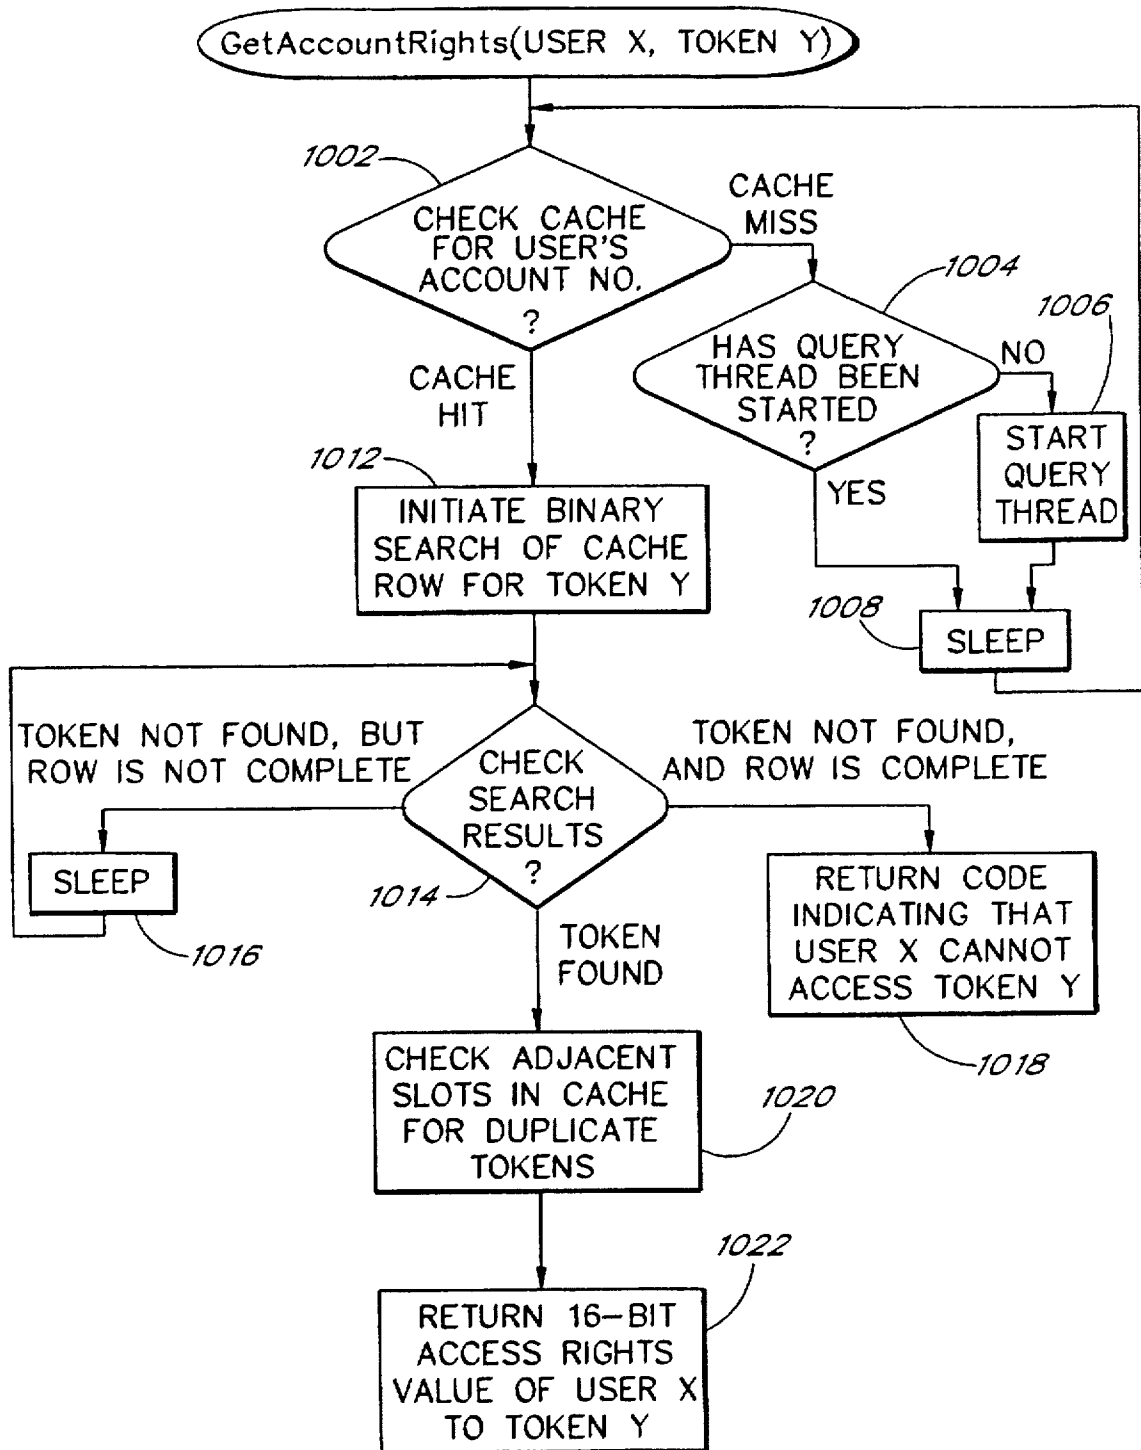 GetAccountRights(USER X, TOKEN Y)
1002
CHECK CACHE
FOR USER'S
ACCOUNT NO.
?
CACHE
MISS
1004
HAS QUERY
THREAD BEEN
STARTED
?
NO
1006
START
QUERY
THREAD
YES
1008
SLEEP
CACHE
HIT
1012
INITIATE BINARY
SEARCH OF CACHE
ROW FOR TOKEN Y
TOKEN NOT FOUND, BUT
ROW IS NOT COMPLETE
CHECK
SEARCH
RESULTS
?
1014
TOKEN NOT FOUND,
AND ROW IS COMPLETE
SLEEP
1016
RETURN CODE
INDICATING THAT
USER X CANNOT
ACCESS TOKEN Y
1018
TOKEN
FOUND
CHECK ADJACENT
SLOTS IN CACHE
FOR DUPLICATE
TOKENS
1020
1022
RETURN 16-BIT
ACCESS RIGHTS
VALUE OF USER X
TO TOKEN Y